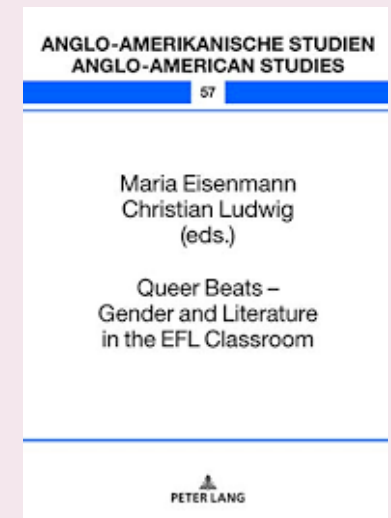 ANGLO-AMERIKANISCHE STUDIEN
ANGLO-AMERICAN STUDIES
57
Maria Eisenmann
Christian Ludwig
(eds.)
Queer Beats –
Gender and Literature
in the EFL Classroom
PETER LANG